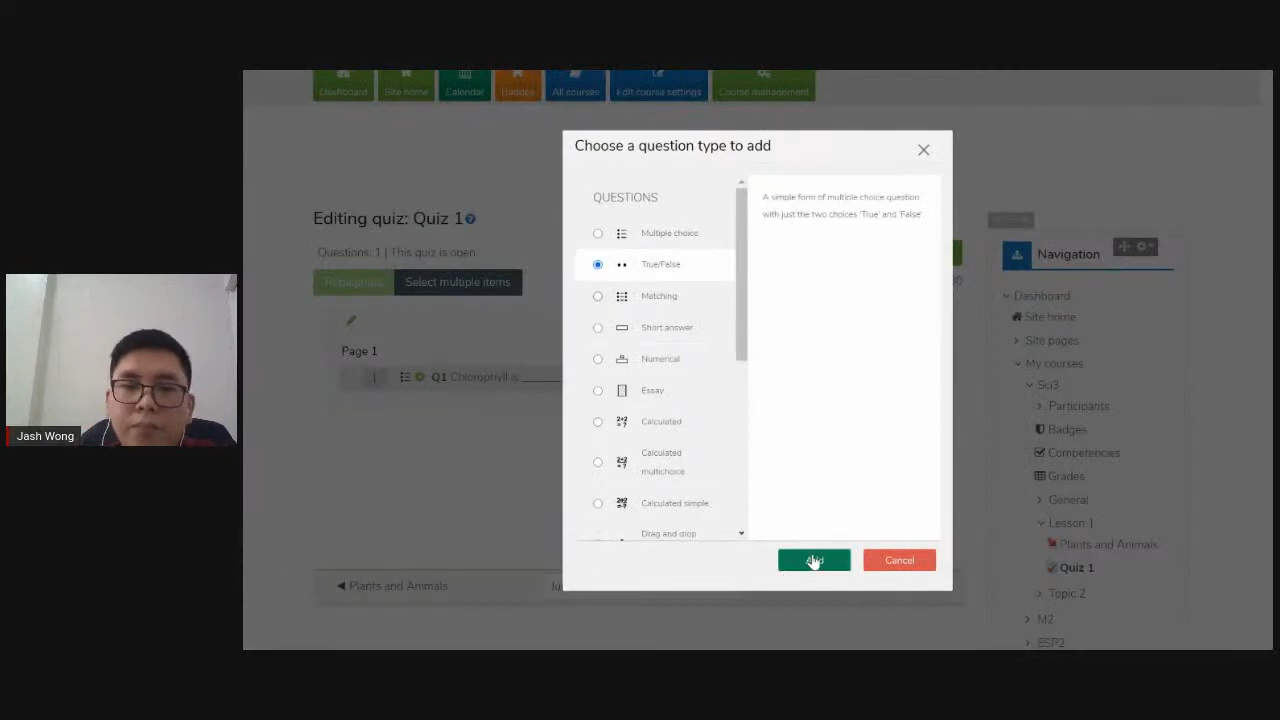 Dashboard
Site home
Calendar
Badges
All courses
Edit course settings
Course management
Choose a question type to add
QUESTIONS
Multiple choice
True/False
Matching
Short answer
Numerical
Essay
Calculated
Calculated
multichoice
Calculated simple
Drag and drop
A simple form of multiple choice question
with just the two choices 'True' and 'False'.
Add
Cancel
Editing quiz: Quiz 1
Questions: 1 | This quiz is open
Repaginate
Select multiple items
Page 1
Q1 Chlorophyll is ______
◀ Plants and Animals
Navigation
Dashboard
Site home
Site pages
My courses
Sci3
Participants
Badges
Competencies
Grades
General
Lesson 1
Plants and Animals
Quiz 1
Topic 2
M2
ESP2
Jash Wong